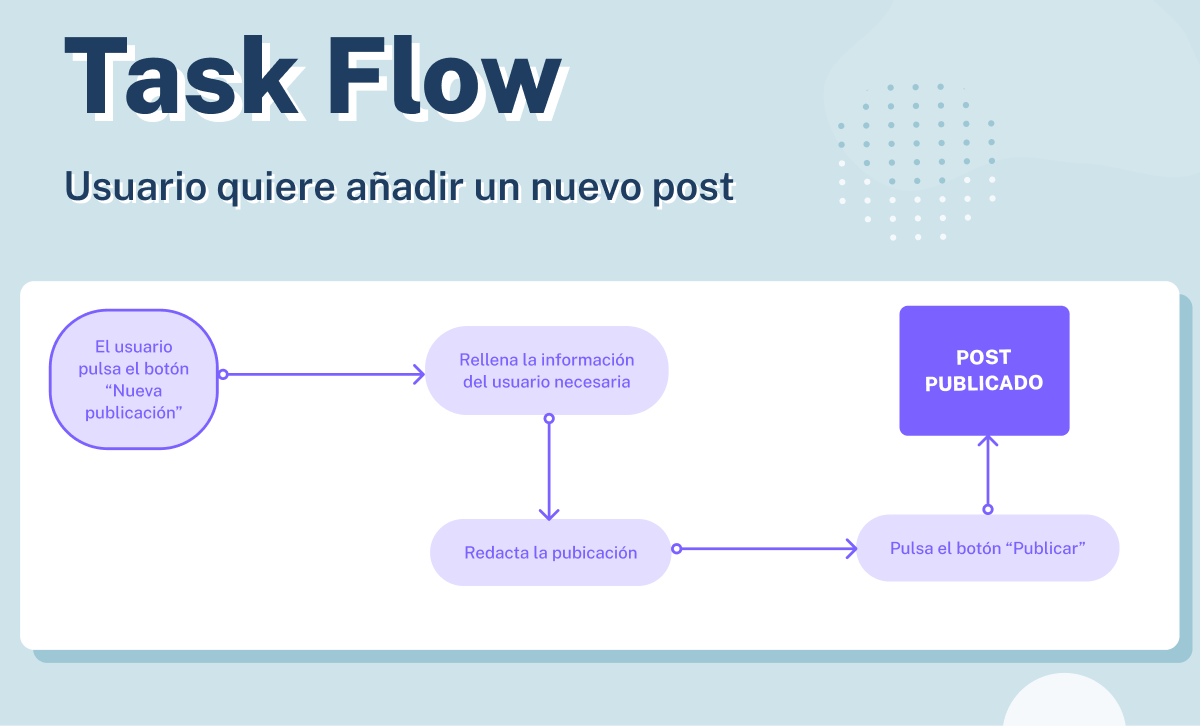 Task Flow
Usuario quiere añadir un nuevo post
El usuario
pulsa el botón
“Nueva
publicación”
Rellena la información
del usuario necesaria
Redacta la pubicación
Pulsa el botón “Publicar”
POST
PUBLICADO